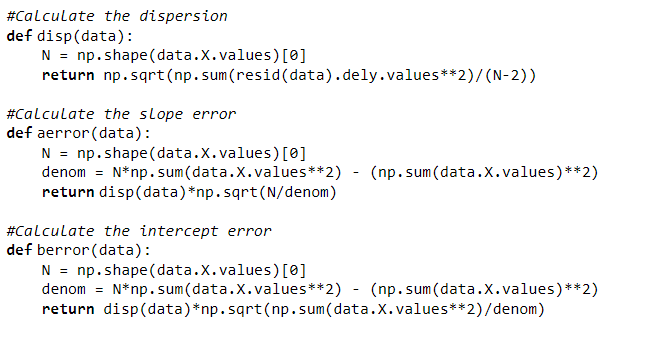 #Calculate the dispersion
def disp(data):
    N = np.shape(data.X.values)[0]
    return np.sqrt(np.sum(resid(data).dely.values**2)/(N-2))

#Calculate the slope error
def aerror(data):
    N = np.shape(data.X.values)[0]
    denom = N*np.sum(data.X.values**2) - (np.sum(data.X.values)**2)
    return disp(data)*np.sqrt(N/denom)

#Calculate the intercept error
def berror(data):
    N = np.shape(data.X.values)[0]
    denom = N*np.sum(data.X.values**2) - (np.sum(data.X.values)**2)
    return disp(data)*np.sqrt(np.sum(data.X.values**2)/denom)